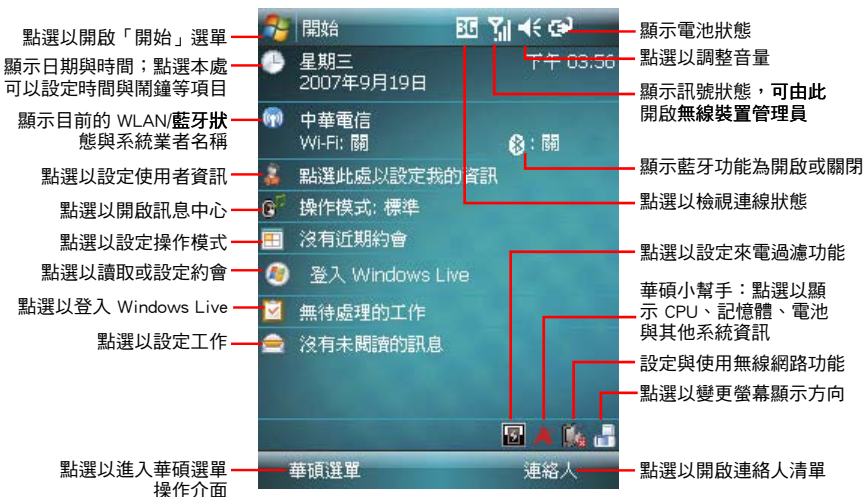 點選以開啟「開始」選單
顯示日期與時間；點選本處
可以設定時間與鬧鐘等項目
顯示目前的 WLAN/藍牙狀
態與系統業者名稱
點選以設定使用者資訊
點選以開啟訊息中心
點選以設定操作模式
點選以讀取或設定約會
點選以登入 Windows Live
點選以設定工作
點選以進入華碩選單
操作介面
開始
3G
星期三
下午 03:56
2007年9月19日
中華電信
Wi-Fi: 關
: 關
點選此處以設定我的資訊
操作模式: 標準
沒有近期約會
登入 Windows Live
無待處理的工作
沒有未閱讀的訊息
華碩選單
連絡人
顯示電池狀態
點選以調整音量
顯示訊號狀態，可由此
開啟無線裝置管理員
顯示藍牙功能為開啟或關閉
點選以檢視連線狀態
點選以設定來電過濾功能
華碩小幫手：點選以顯
示 CPU、記憶體、電池
與其他系統資訊
設定與使用無線網路功能
點選以變更螢幕顯示方向
點選以開啟連絡人清單